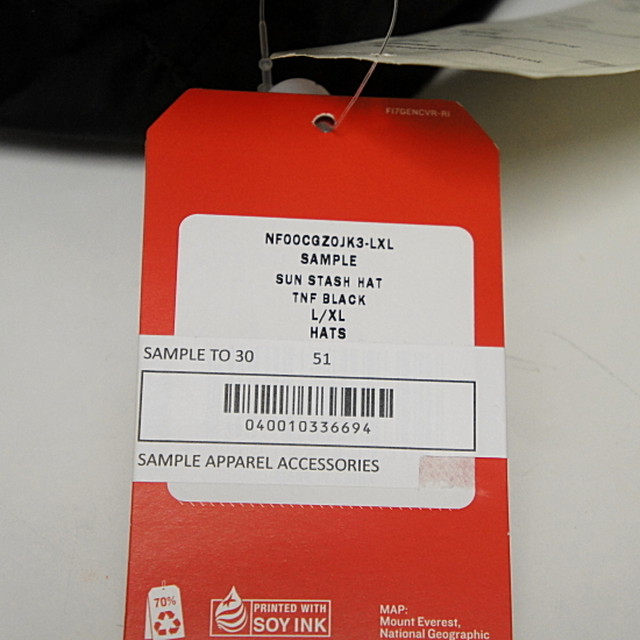 FI7GENCVR-RI
NF00CGZ0JK3-LXL
SAMPLE
SUN STASH HAT
TNF BLACK
L/XL
HATS
SAMPLE TO 30 51
040010336694
SAMPLE APPAREL ACCESSORIES
70%
PRINTED WITH
SOY INK
MAP:
Mount Everest,
National Geographic